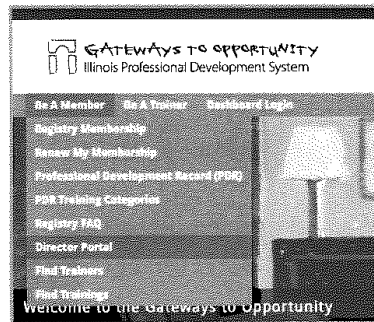 GATEWAYS TO OPPORTUNITY
Illinois Professional Development System
Be A Member Be A Trainer Dashboard Login
Registry Membership
Renew My Membership
Professional Development Record (PDR)
PDR Training Categories
Registry FAQ
Director Portal
Find Trainers
Find Trainings
Welcome to the Gateways to Opportunity